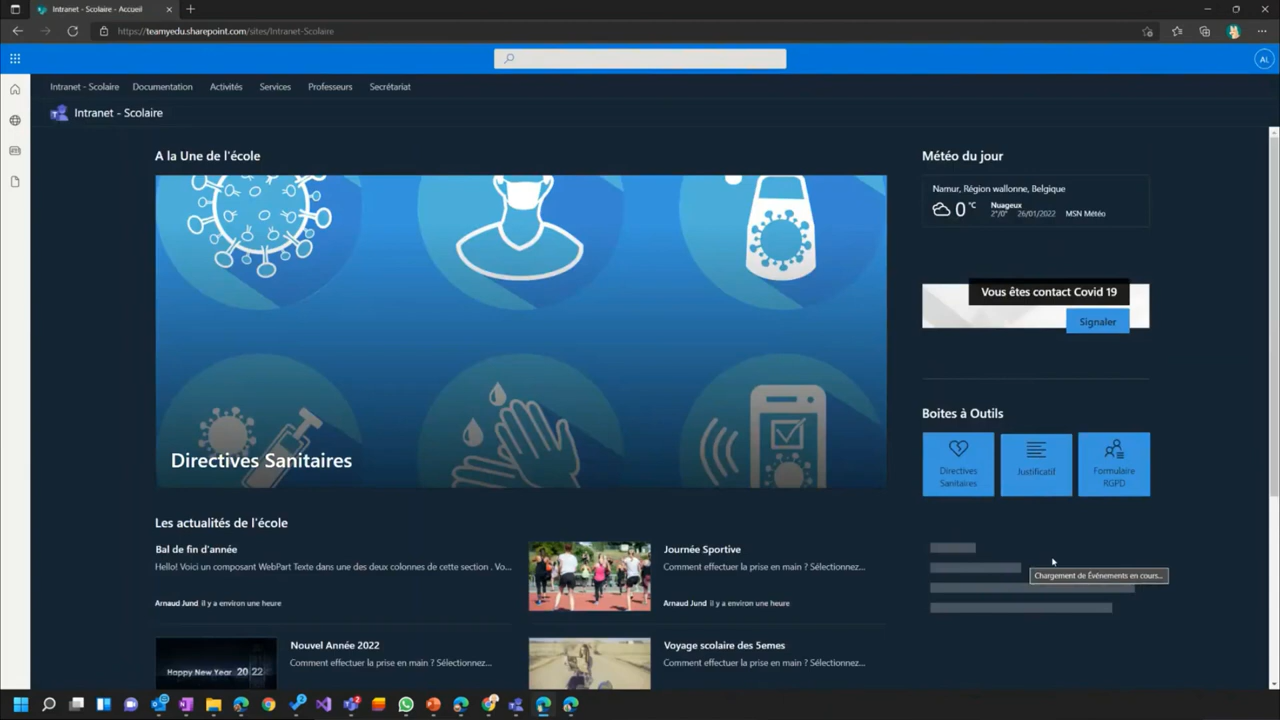 Intranet - Scolaire - Accueil
https://teamyedu.sharepoint.com/sites/Intranet-Scolaire
AL
Intranet - Scolaire Documentation Activités Services Professeurs Secrétariat
Intranet - Scolaire
A la Une de l'école
Directives Sanitaires
Météo du jour
Namur, Région wallonne, Belgique
0 °C
Nuageux
2°/0° 26/01/2022 MSN Météo
Vous êtes contact Covid 19
Signaler
Boites à Outils
Directives
Sanitaires
Justificatif
Formulaire
RGPD
Chargement de Événements en cours...
Les actualités de l'école
Bal de fin d'année
Hello! Voici un composant WebPart Texte dans une des deux colonnes de cette section . Vo...
Arnaud Jund il y a environ une heure
Journée Sportive
Comment effectuer la prise en main ? Sélectionnez...
Arnaud Jund il y a environ une heure
Happy New Year 2022
Nouvel Année 2022
Comment effectuer la prise en main ? Sélectionnez...
Voyage scolaire des 5emes
Comment effectuer la prise en main ? Sélectionnez...